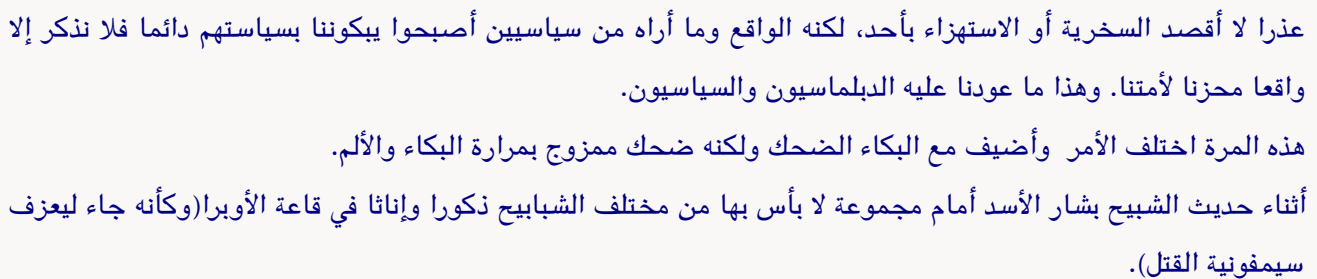 عذرا لا أقصد السخرية أو الاستهزاء بأحد، لكنه الواقع وما أراه من سياسيين أصبحوا يبكوننا بسياستهم دائما فلا نذكر إلا
واقعا محزنا لأمتنا. وهذا ما عودنا عليه الدبلماسيون والسياسيون.
هذه المرة اختلف الأمر وأضيف مع البكاء الضحك ولكنه ضحك ممزوج بمرارة البكاء والألم.
أثناء حديث الشبيح بشار الأسد أمام مجموعة لا بأس بها من مختلف الشبابيح ذكورا وإناثا في قاعة الأوبرا(وكأنه جاء ليعزف
سيمفونية القتل).